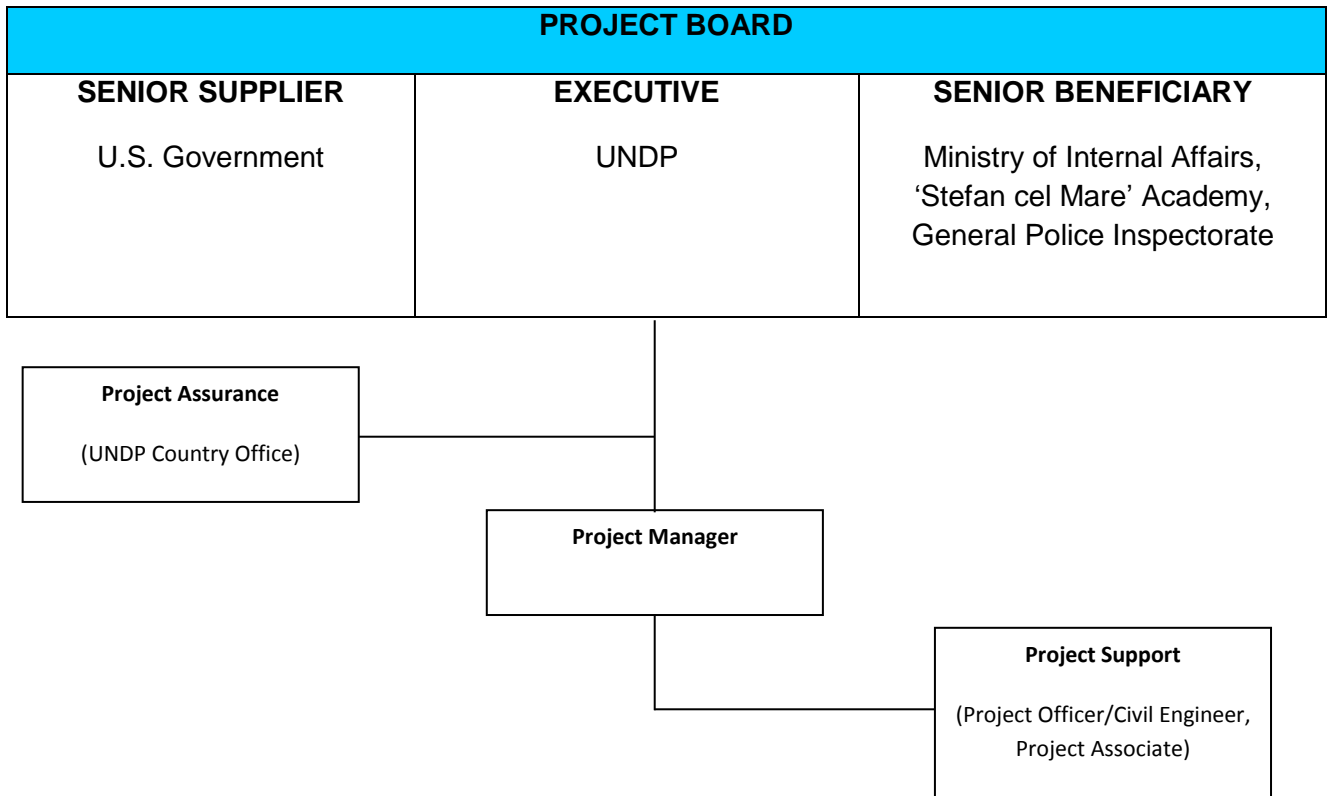 PROJECT BOARD
SENIOR SUPPLIER
U.S. Government
EXECUTIVE
UNDP
SENIOR BENEFICIARY
Ministry of Internal Affairs,
‘Stefan cel Mare’ Academy,
General Police Inspectorate
Project Assurance
(UNDP Country Office)
Project Manager
Project Support
(Project Officer/Civil Engineer,
Project Associate)